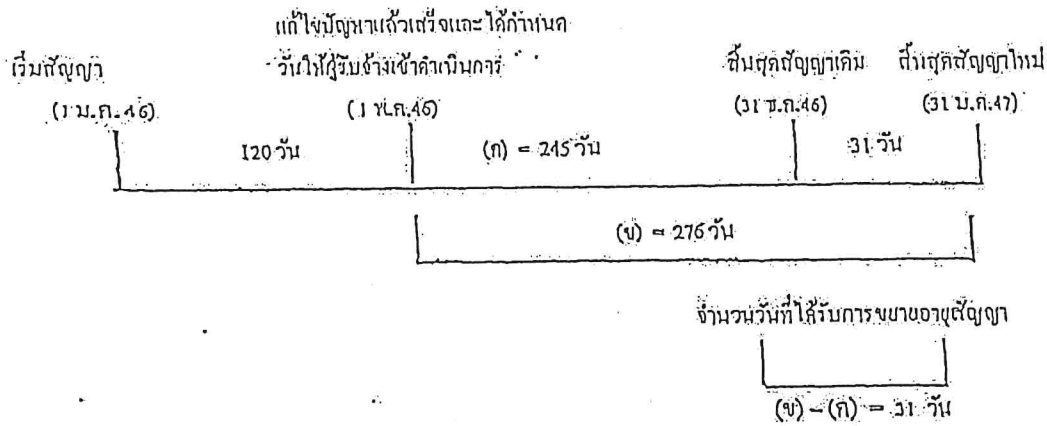 แก้ไขปัญหาแล้วเสร็จและได้กำหนด
เริ่มสัญญา วันให้ผู้รับจ้างเข้าดำเนินการ สิ้นสุดสัญญาเดิม สิ้นสุดสัญญาใหม่
(1 ม.ค.46) (1 พ.ค.46) (31 ธ.ค.46) (31 ม.ค.47)
120 วัน (ก) = 245 วัน 31 วัน
(ข) = 276 วัน
จำนวนวันที่ได้รับการขยายอายุสัญญา
(ข) - (ก) = 31 วัน